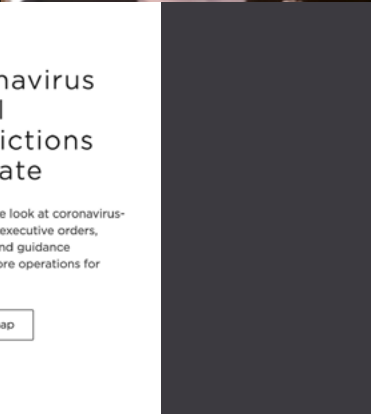 navirus
l
ictions
ate
e look at coronavirus-
executive orders,
nd guidance
ore operations for
ap